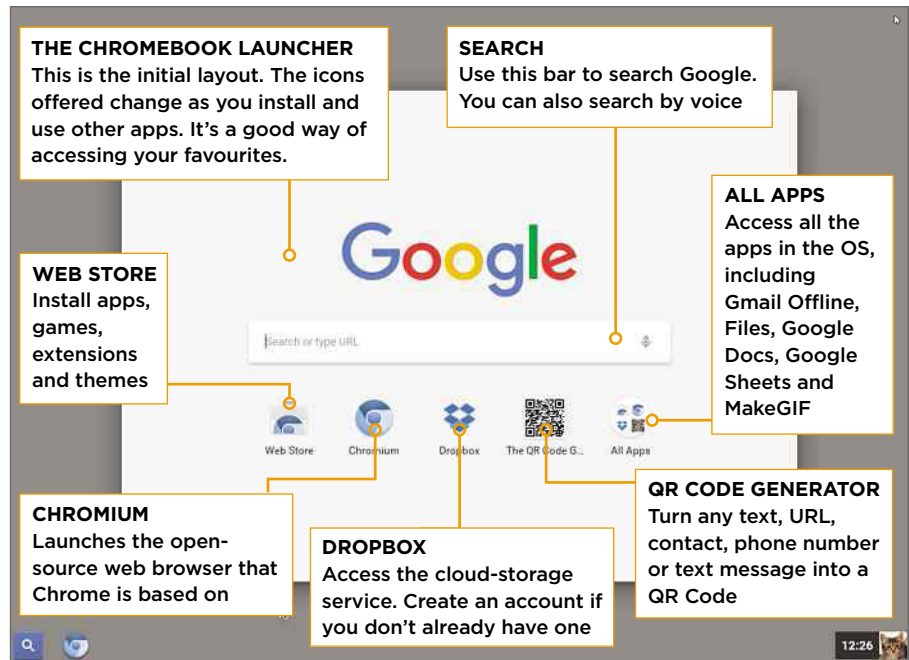 THE CHROMEBOOK LAUNCHER
This is the initial layout. The icons
offered change as you install and
use other apps. It’s a good way of
accessing your favourites.
SEARCH
Use this bar to search Google.
You can also search by voice
ALL APPS
Access all the
apps in the OS,
including
Gmail Offline,
Files, Google
Docs, Google
Sheets and
MakeGIF
Google
WEB STORE
Install apps,
games,
extensions
and themes
Search or type URL
Web Store
Chromium
Dropbox
The QR Code G...
All Apps
CHROMIUM
Launches the open-
source web browser that
Chrome is based on
DROPBOX
Access the cloud-storage
service. Create an account if
you don’t already have one
QR CODE GENERATOR
Turn any text, URL,
contact, phone number
or text message into a
QR Code
12:26